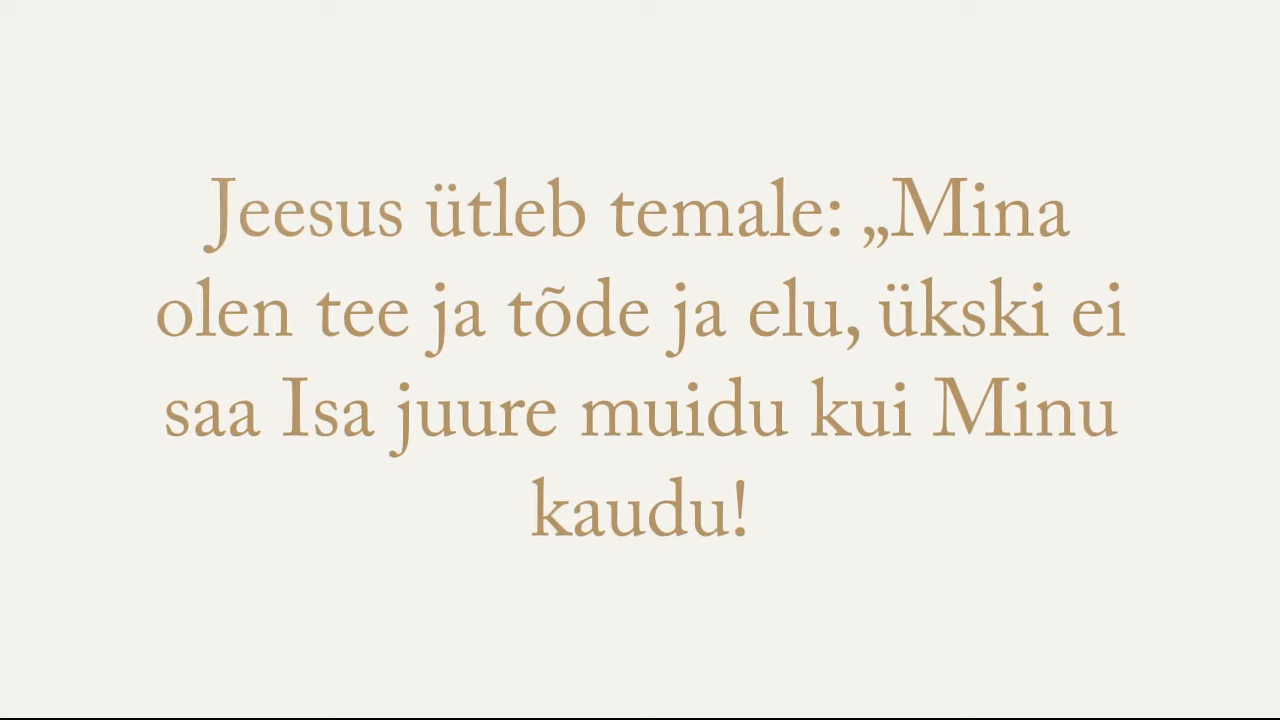 Jeesus ütleb temale: „Mina
olen tee ja tõde ja elu, ükski ei
saa Isa juure muidu kui Minu
kaudu!